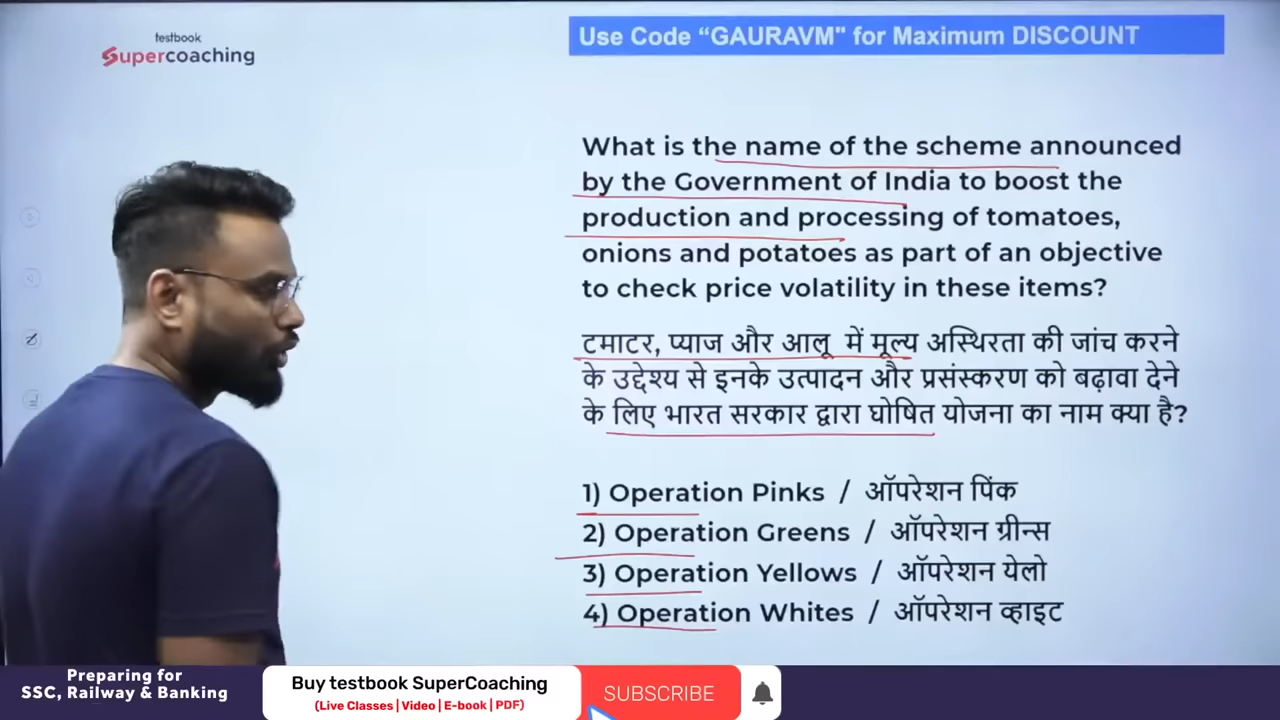 testbook
Supercoaching
Use Code “GAURAVM" for Maximum DISCOUNT
What is the name of the scheme announced
by the Government of India to boost the
production and processing of tomatoes,
onions and potatoes as part of an objective
to check price volatility in these items?
टमाटर, प्याज और आलू में मूल्य अस्थिरता की जांच करने
के उद्देश्य से इनके उत्पादन और प्रसंस्करण को बढ़ावा देने
के लिए भारत सरकार द्वारा घोषित योजना का नाम क्या है?
1) Operation Pinks / ऑपरेशन पिंक
2) Operation Greens / ऑपरेशन ग्रीन्स
3) Operation Yellows / ऑपरेशन येलो
4) Operation Whites / ऑपरेशन व्हाइट
Preparing for
SSC, Railway & Banking
Buy testbook SuperCoaching
(Live Classes | Video | E-book | PDF)
SUBSCRIBE